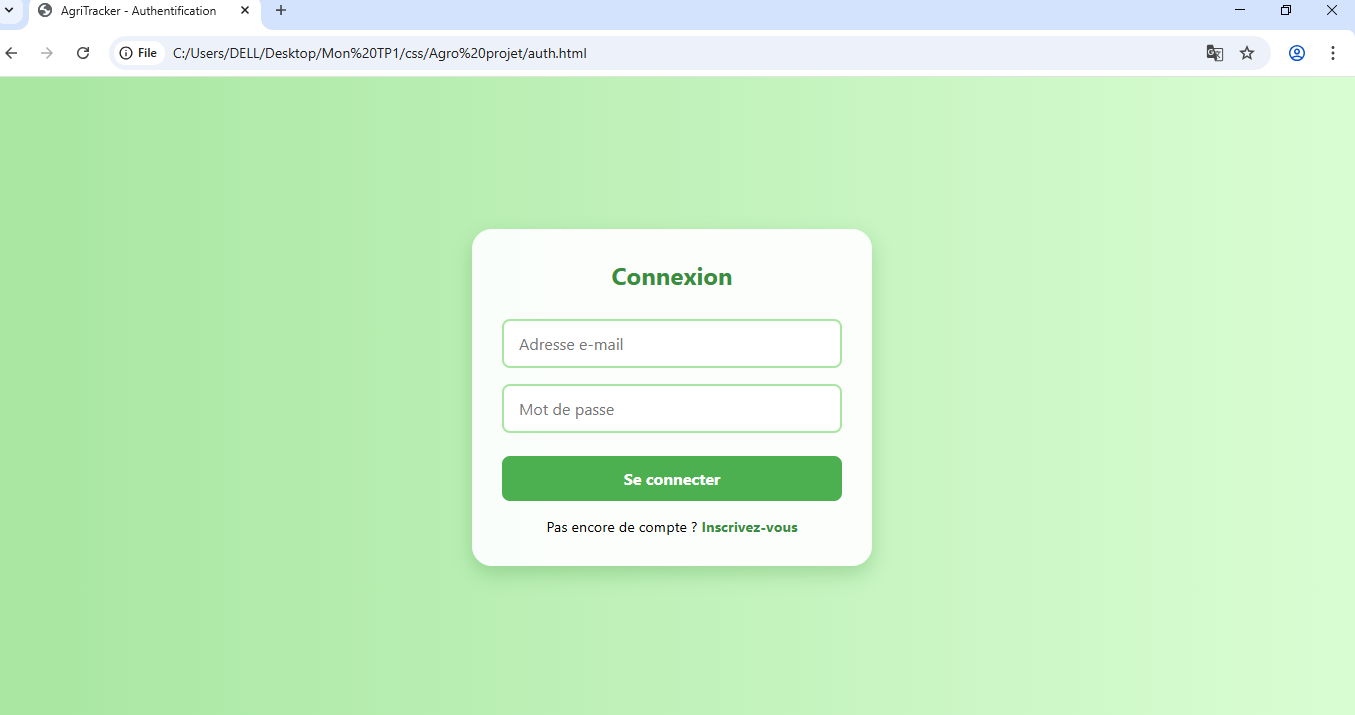 AgriTracker - Authentification
File
C:/Users/DELL/Desktop/Mon%20TP1/css/Agro%20projet/auth.html
Connexion
Adresse e-mail
Mot de passe
Se connecter
Pas encore de compte ? Inscrivez-vous